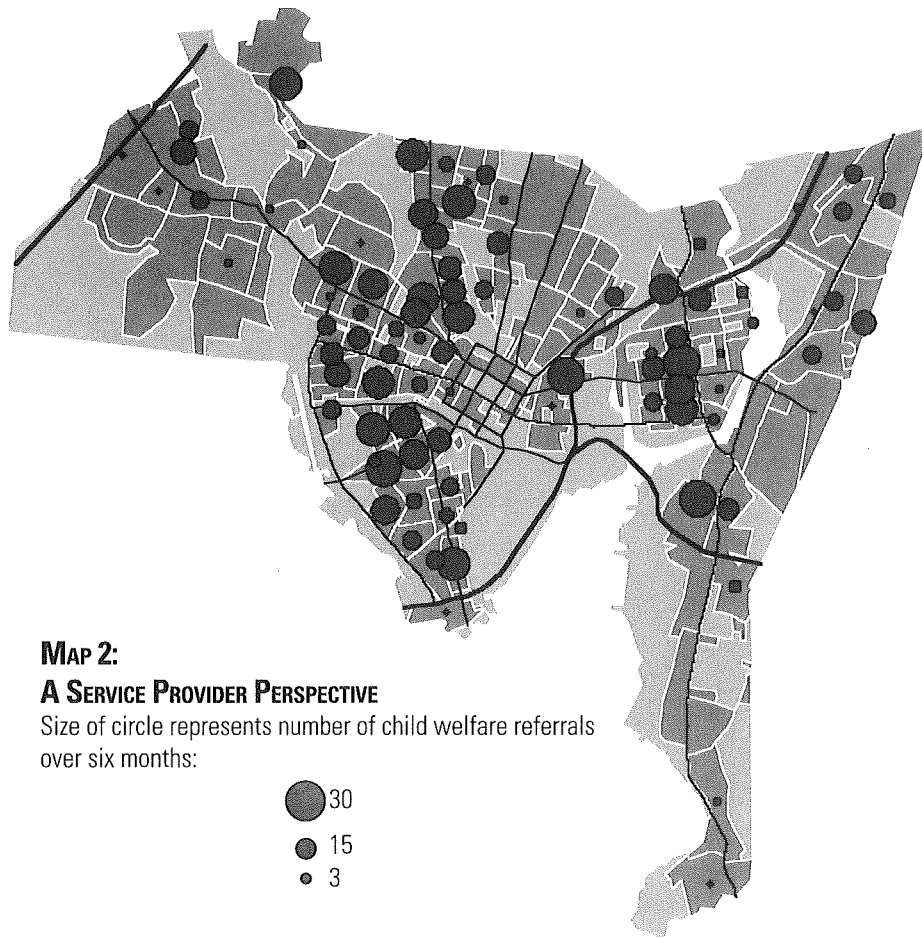 MAP 2:
A SERVICE PROVIDER PERSPECTIVE
Size of circle represents number of child welfare referrals
over six months:
30
15
3